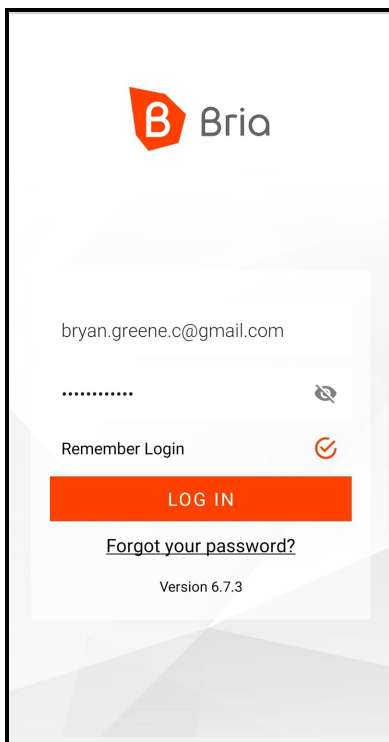 B Bria
bryan.greene.c@gmail.com
••••••••••••
Remember Login
LOG IN
Forgot your password?
Version 6.7.3